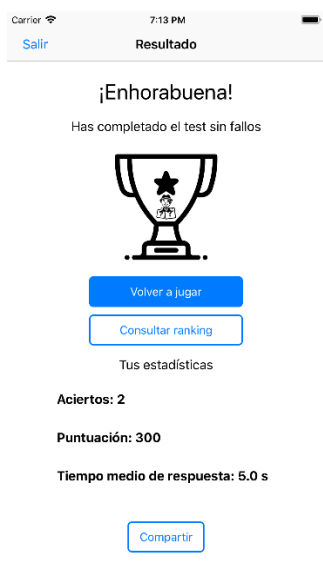 Carrier 7:13 PM
Salir Resultado
¡Enhorabuena!
Has completado el test sin fallos
Volver a jugar
Consultar ranking
Tus estadísticas
Aciertos: 2
Puntuación: 300
Tiempo medio de respuesta: 5.0 s
Compartir